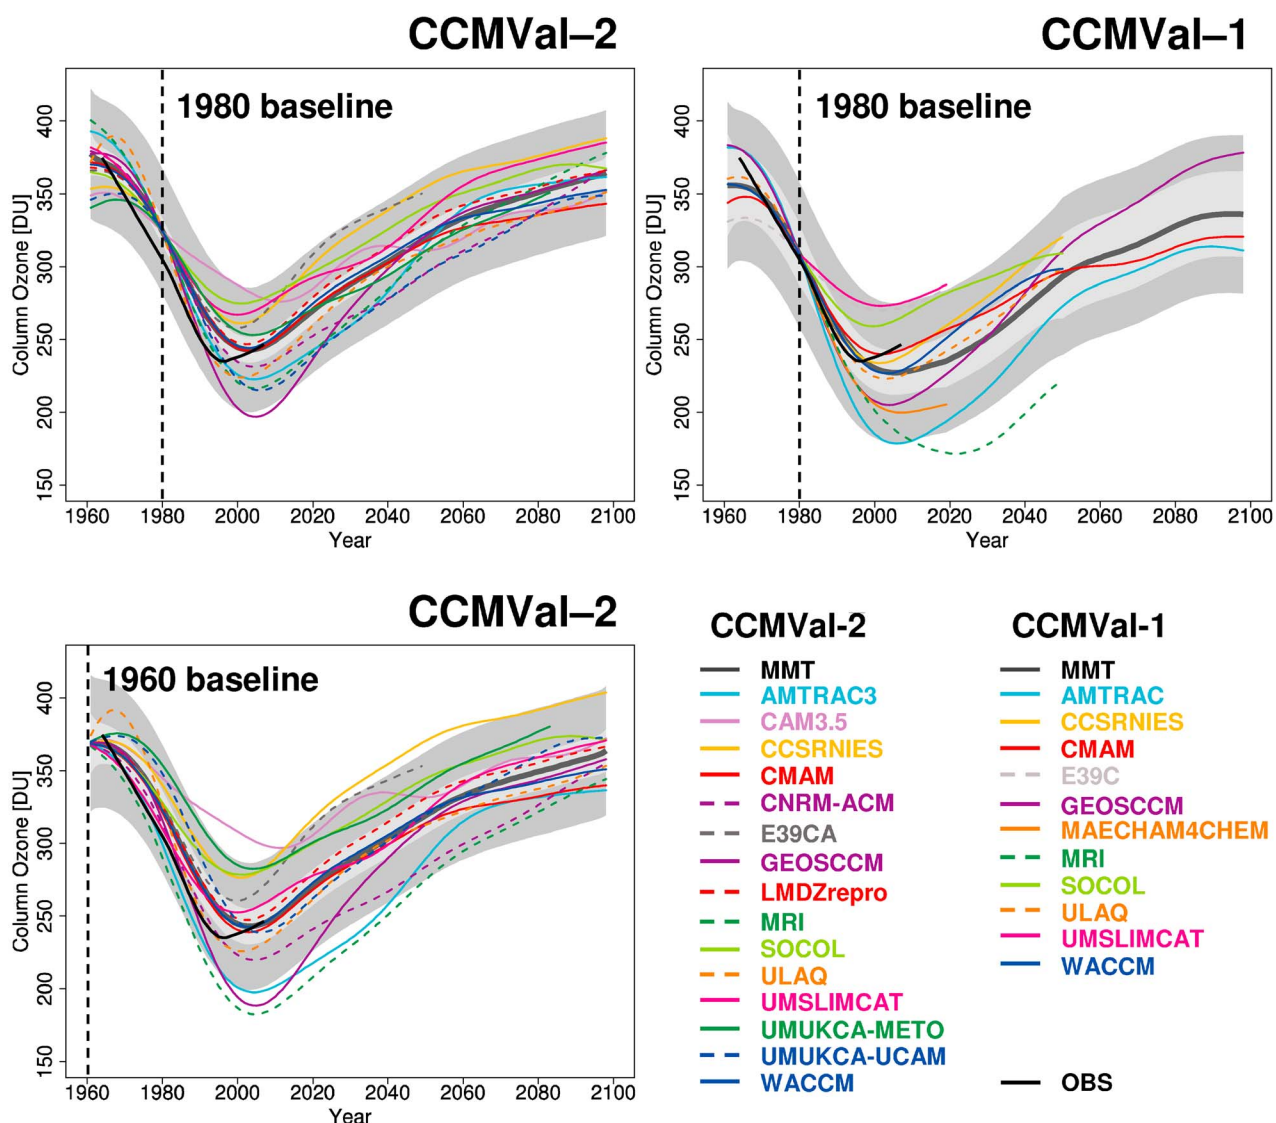 CCMVal–2
1980 baseline
Column Ozone [DU]
400
350
300
250
200
150
1960 1980 2000 2020 2040 2060 2080 2100
Year
CCMVal–1
1980 baseline
Column Ozone [DU]
400
350
300
250
200
150
1960 1980 2000 2020 2040 2060 2080 2100
Year
CCMVal–2
1960 baseline
Column Ozone [DU]
400
350
300
250
200
150
1960 1980 2000 2020 2040 2060 2080 2100
Year
CCMVal-2
MMT
AMTRAC3
CAM3.5
CCSRNIES
CMAM
CNRM-ACM
E39CA
GEOSCCM
LMDZrepro
MRI
SOCOL
ULAQ
UMSLIMCAT
UMUKCA-METO
UMUKCA-UCAM
WACCM
CCMVal-1
MMT
AMTRAC
CCSRNIES
CMAM
E39C
GEOSCCM
MAECHAM4CHEM
MRI
SOCOL
ULAQ
UMSLIMCAT
WACCM
OBS